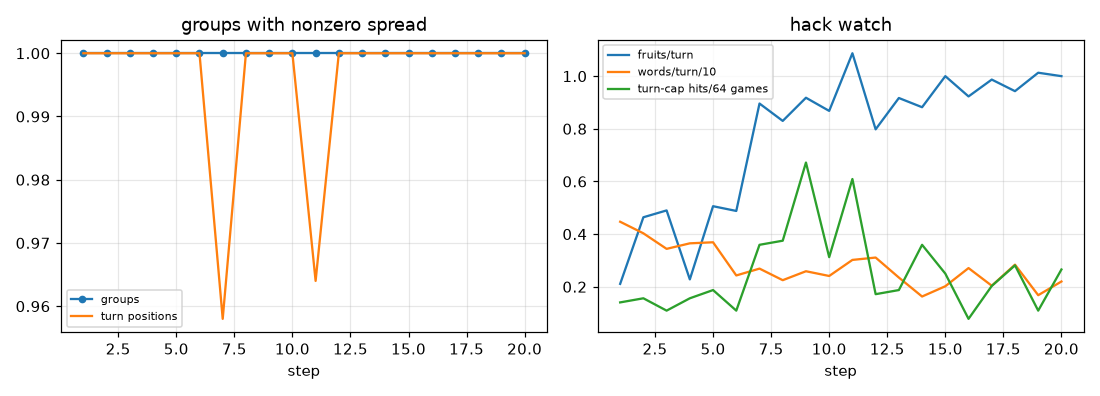 groups with nonzero spread
1.00
0.99
0.98
0.97
0.96
groups
turn positions
2.5 5.0 7.5 10.0 12.5 15.0 17.5 20.0
step
hack watch
fruits/turn
words/turn/10
turn-cap hits/64 games
1.0
0.8
0.6
0.4
0.2
2.5 5.0 7.5 10.0 12.5 15.0 17.5 20.0
step